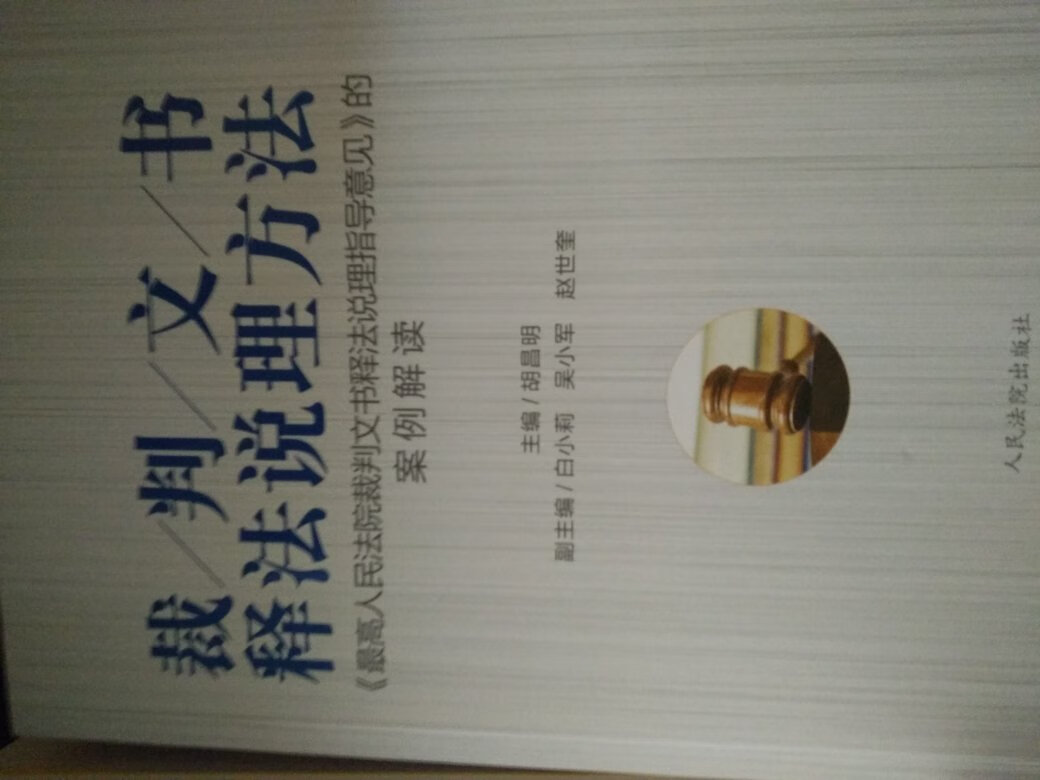 裁/判/文/书
释法说理方法
《最高人民法院裁判文书释法说理指导意见》的
案例解读
主编/胡昌明
副主编/白小莉 吴小军 赵世奎
人民法院出版社